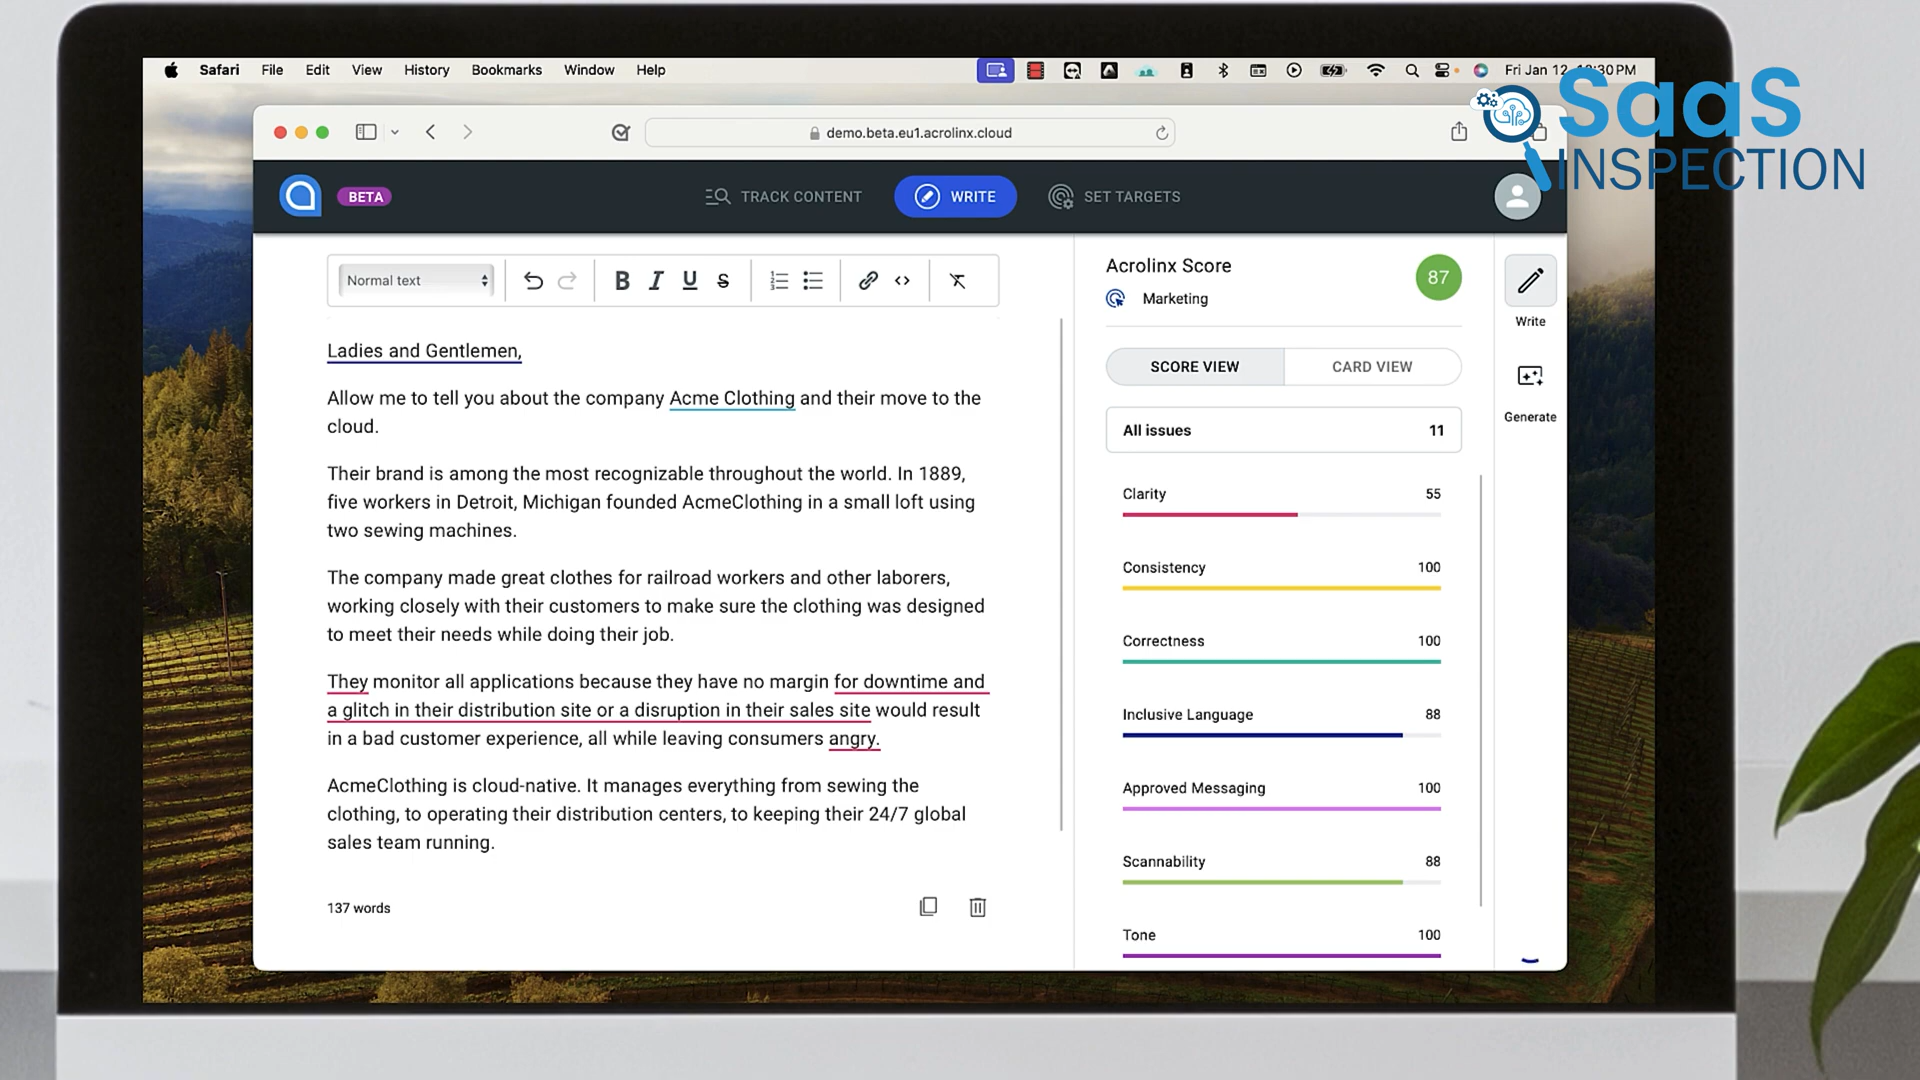 Safari File Edit View History Bookmarks Window Help
Fri Jan 12
:30 PM
SaaS
INSPECTION
demo.beta.eu1.acrolinx.cloud
BETA
TRACK CONTENT
WRITE
SET TARGETS
Normal text
B I U S
Acrolinx Score
87
Marketing
Write
Generate
SCORE VIEW
CARD VIEW
All issues 11
Clarity 55
Consistency 100
Correctness 100
Inclusive Language 88
Approved Messaging 100
Scannability 88
Tone 100
Ladies and Gentlemen,
Allow me to tell you about the company Acme Clothing and their move to the
cloud.
Their brand is among the most recognizable throughout the world. In 1889,
five workers in Detroit, Michigan founded AcmeClothing in a small loft using
two sewing machines.
The company made great clothes for railroad workers and other laborers,
working closely with their customers to make sure the clothing was designed
to meet their needs while doing their job.
They monitor all applications because they have no margin for downtime and
a glitch in their distribution site or a disruption in their sales site would result
in a bad customer experience, all while leaving consumers angry.
AcmeClothing is cloud-native. It manages everything from sewing the
clothing, to operating their distribution centers, to keeping their 24/7 global
sales team running.
137 words